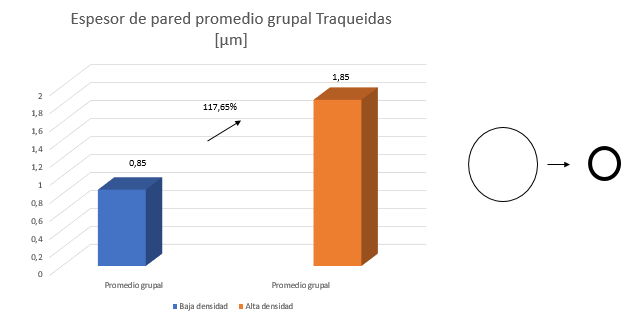 Espesor de pared promedio grupal Traqueidas
[µm]
2
1,8
1,6
1,4
1,2
1
0,8
0,6
0,4
0,2
0
0,85
117,65%
1,85
Promedio grupal
Promedio grupal
Baja densidad
Alta densidad